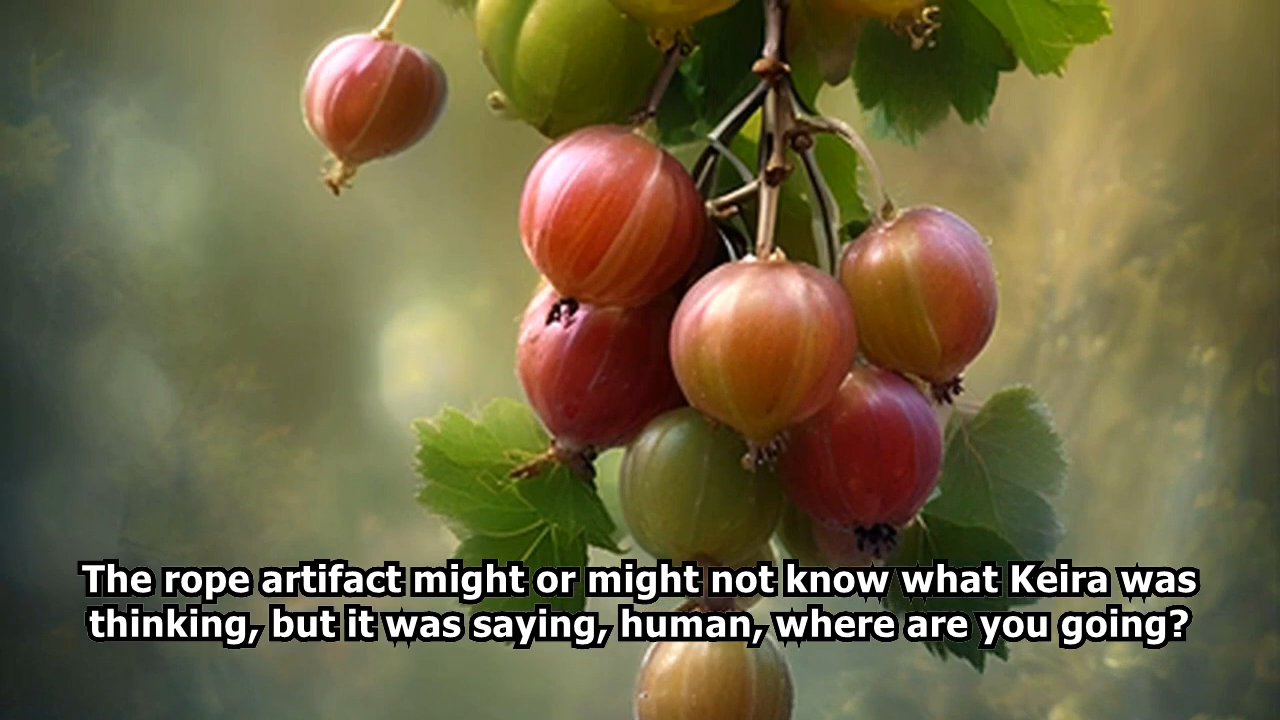 The rope artifact might or might not know what Keira was
thinking, but it was saying, human, where are you going?